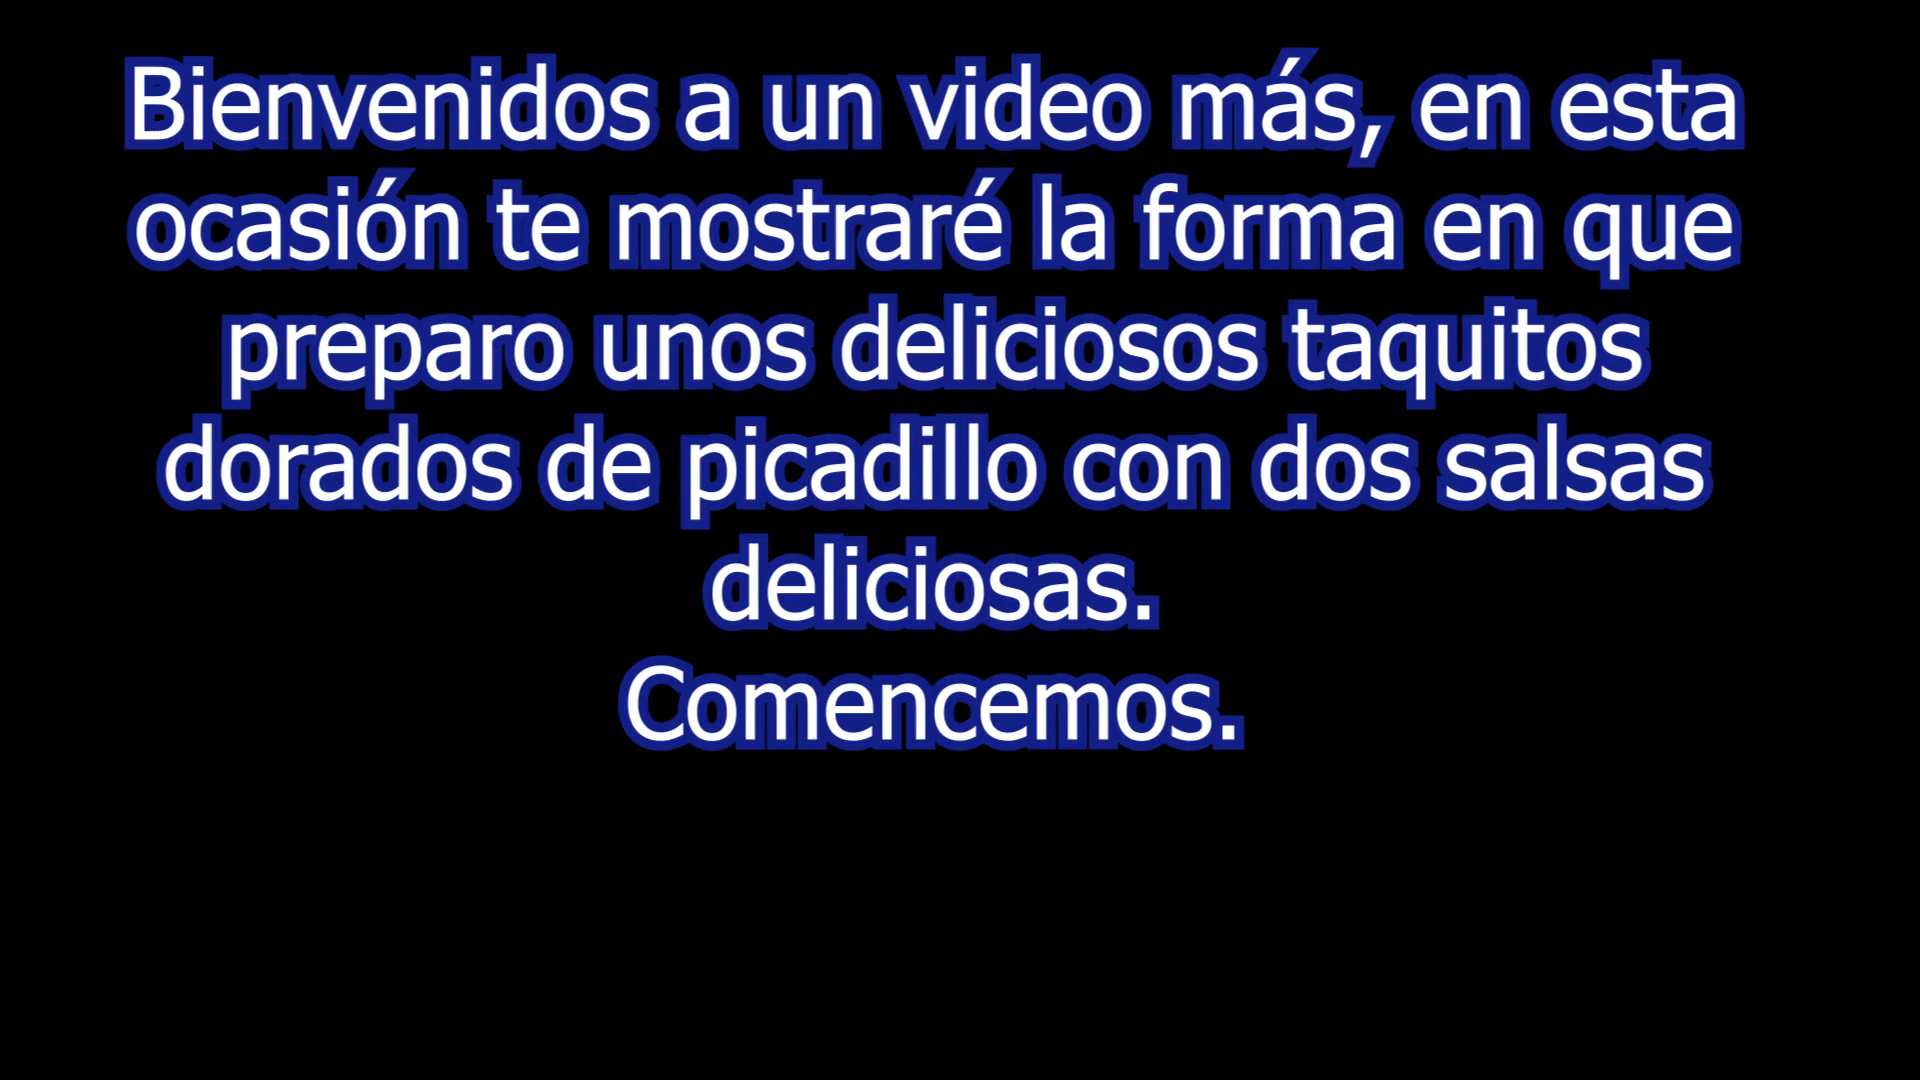 Bienvenidos a un video más, en esta
ocasión te mostraré la forma en que
preparo unos deliciosos taquitos
dorados de picadillo con dos salsas
deliciosas.
Comencemos.